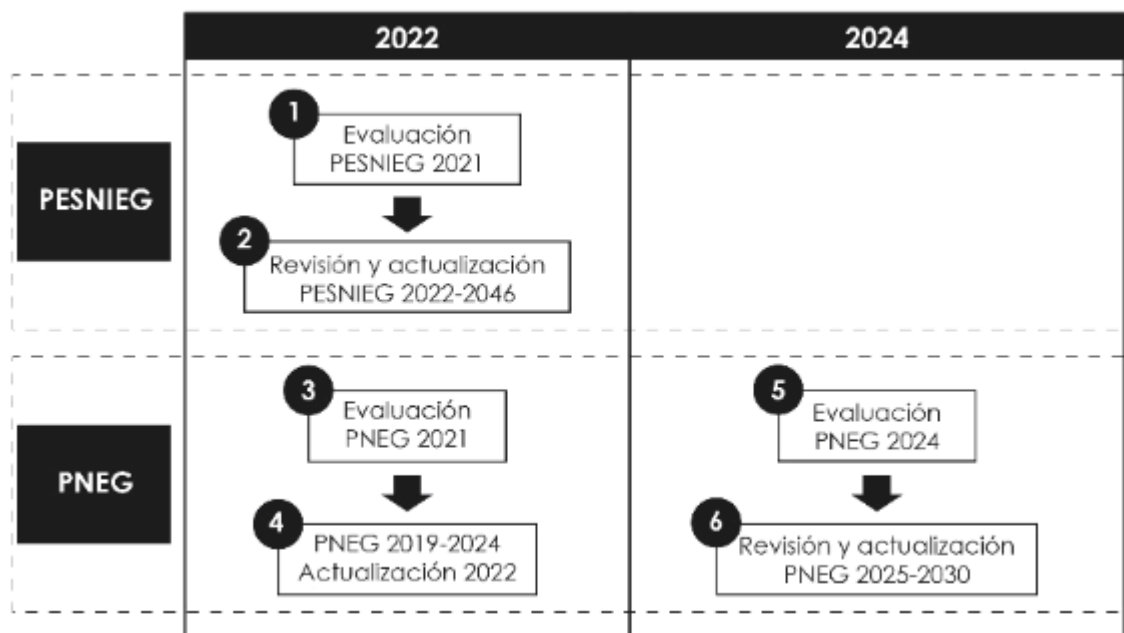 2022
2024
PESNIEG
1
Evaluación
PESNIEG 2021
2
Revisión y actualización
PESNIEG 2022-2046
PNEG
3
Evaluación
PNEG 2021
4
PNEG 2019-2024
Actualización 2022
5
Evaluación
PNEG 2024
6
Revisión y actualización
PNEG 2025-2030